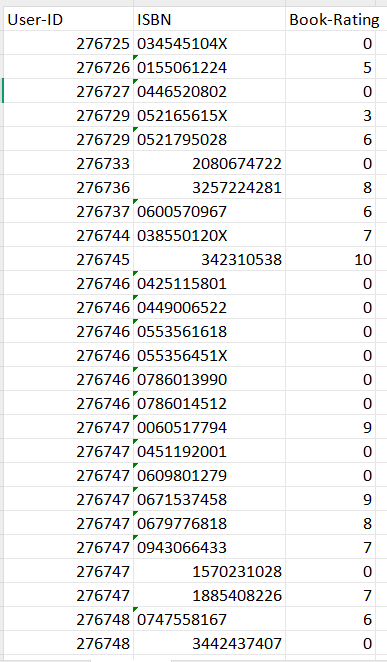 User-ID ISBN Book-Rating
276725 034545104X 0
276726 0155061224 5
276727 0446520802 0
276729 052165615X 3
276729 0521795028 6
276733 2080674722 0
276736 3257224281 8
276737 0600570967 6
276744 038550120X 7
276745 342310538 10
276746 0425115801 0
276746 0449006522 0
276746 0553561618 0
276746 055356451X 0
276746 0786013990 0
276746 0786014512 0
276747 0060517794 9
276747 0451192001 0
276747 0609801279 0
276747 0671537458 9
276747 0679776818 8
276747 0943066433 7
276747 1570231028 0
276747 1885408226 7
276748 0747558167 6
276748 3442437407 0